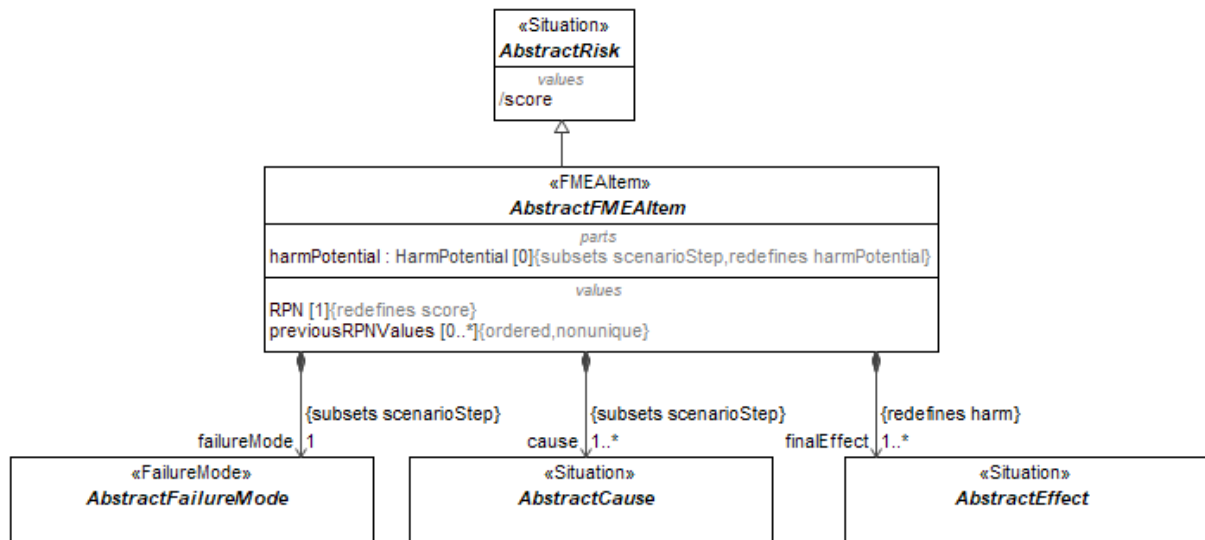 «Situation»
AbstractRisk
values
/score
«FMEAItem»
AbstractFMEAItem
parts
harmPotential : HarmPotential [0]{subsets scenarioStep,redefines harmPotential}
values
RPN [1]{redefines score}
previousRPNValues [0..*]{ordered,nonunique}
{subsets scenarioStep}
{subsets scenarioStep}
{redefines harm}
failureMode 1
cause 1..*
finalEffect 1..*
«FailureMode»
AbstractFailureMode
«Situation»
AbstractCause
«Situation»
AbstractEffect